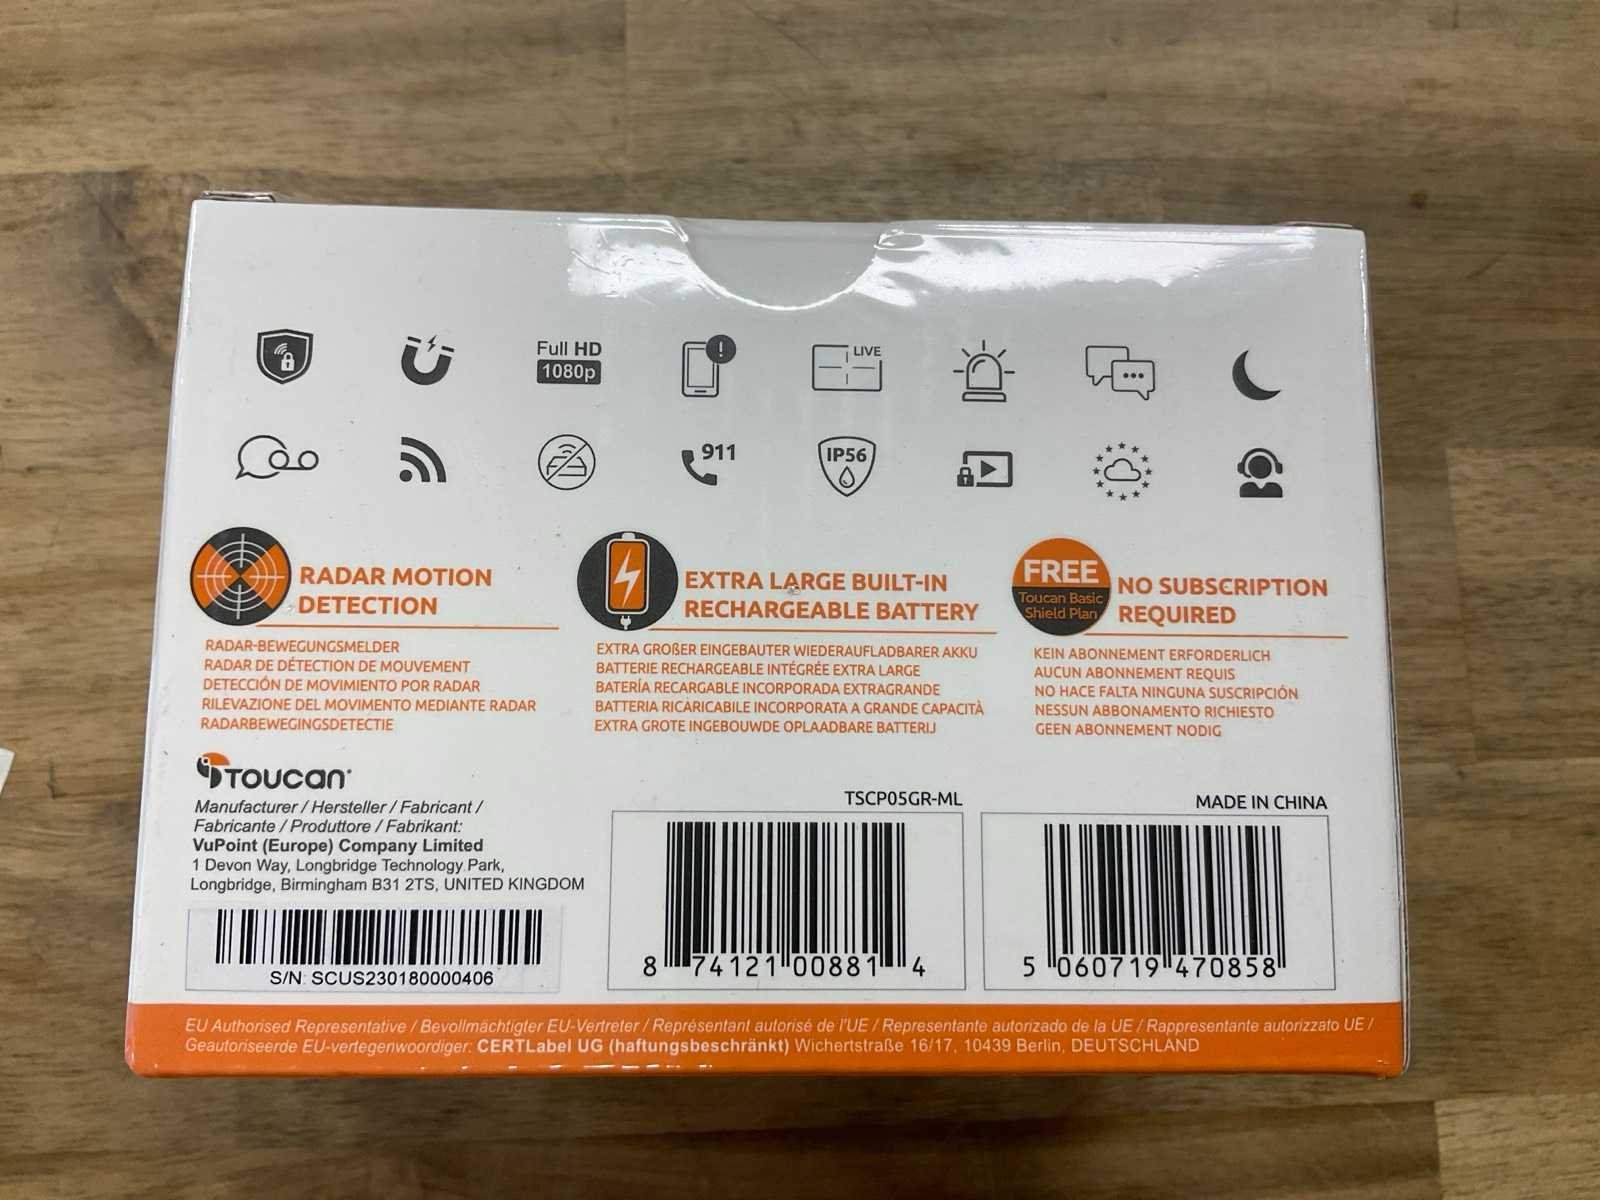 Full HD
1080p
!
LIVE
911
IP56
RADAR MOTION
DETECTION
RADAR-BEWEGUNGSMELDER
RADAR DE DÉTECTION DE MOUVEMENT
DETECCIÓN DE MOVIMIENTO POR RADAR
RILEVAZIONE DEL MOVIMENTO MEDIANTE RADAR
RADARBEWEGINGSDETECTIE
EXTRA LARGE BUILT-IN
RECHARGEABLE BATTERY
EXTRA GROßER EINGEBAUTER WIEDERAUFLADBARER AKKU
BATTERIE RECHARGEABLE INTÉGRÉE EXTRA LARGE
BATERÍA RECARGABLE INCORPORADA EXTRAGRANDE
BATTERIA RICARICABILE INCORPORATA A GRANDE CAPACITÀ
EXTRA GROTE INGEBOUWDE OPLAADBARE BATTERIJ
FREE
Toucan Basic
Shield Plan
NO SUBSCRIPTION
REQUIRED
KEIN ABONNEMENT ERFORDERLICH
AUCUN ABONNEMENT REQUIS
NO HACE FALTA NINGUNA SUSCRIPCIÓN
NESSUN ABBONAMENTO RICHIESTO
GEEN ABONNEMENT NODIG
TOUCAN
Manufacturer / Hersteller / Fabricant /
Fabricante / Produttore / Fabrikant:
VuPoint (Europe) Company Limited
1 Devon Way, Longbridge Technology Park,
Longbridge, Birmingham B31 2TS, UNITED KINGDOM
S/N: SCUS230180000406
TSCP05GR-ML
8 74121 00881 4
MADE IN CHINA
5 060719 470858
EU Authorised Representative / Bevollmächtigter EU-Vertreter / Représentant autorisé de l'UE / Representante autorizado de la UE / Rappresentante autorizzato UE /
Geautoriseerde EU-vertegenwoordiger: CERTLabel UG (haftungsbeschränkt) Wichertstraße 16/17, 10439 Berlin, DEUTSCHLAND